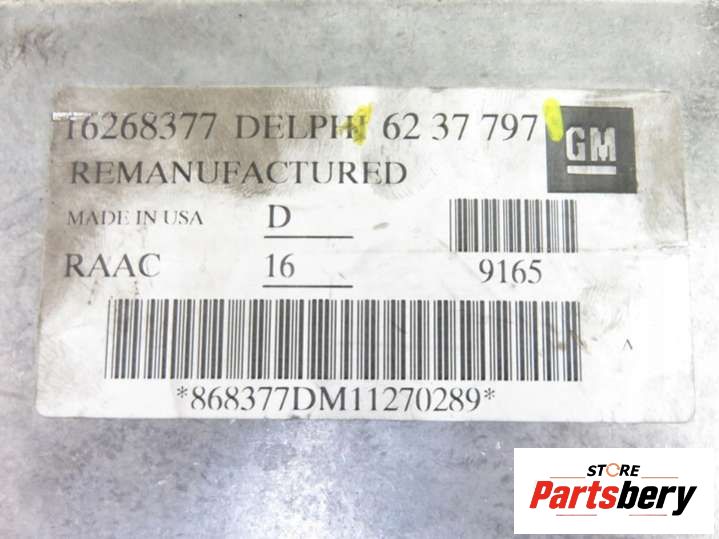 16268377 DELPHI 62 37 797
GM
REMANUFACTURED
MADE IN USA D
RAAC 16 9165
A
*868377DM11270289*
STORE
Partsbery